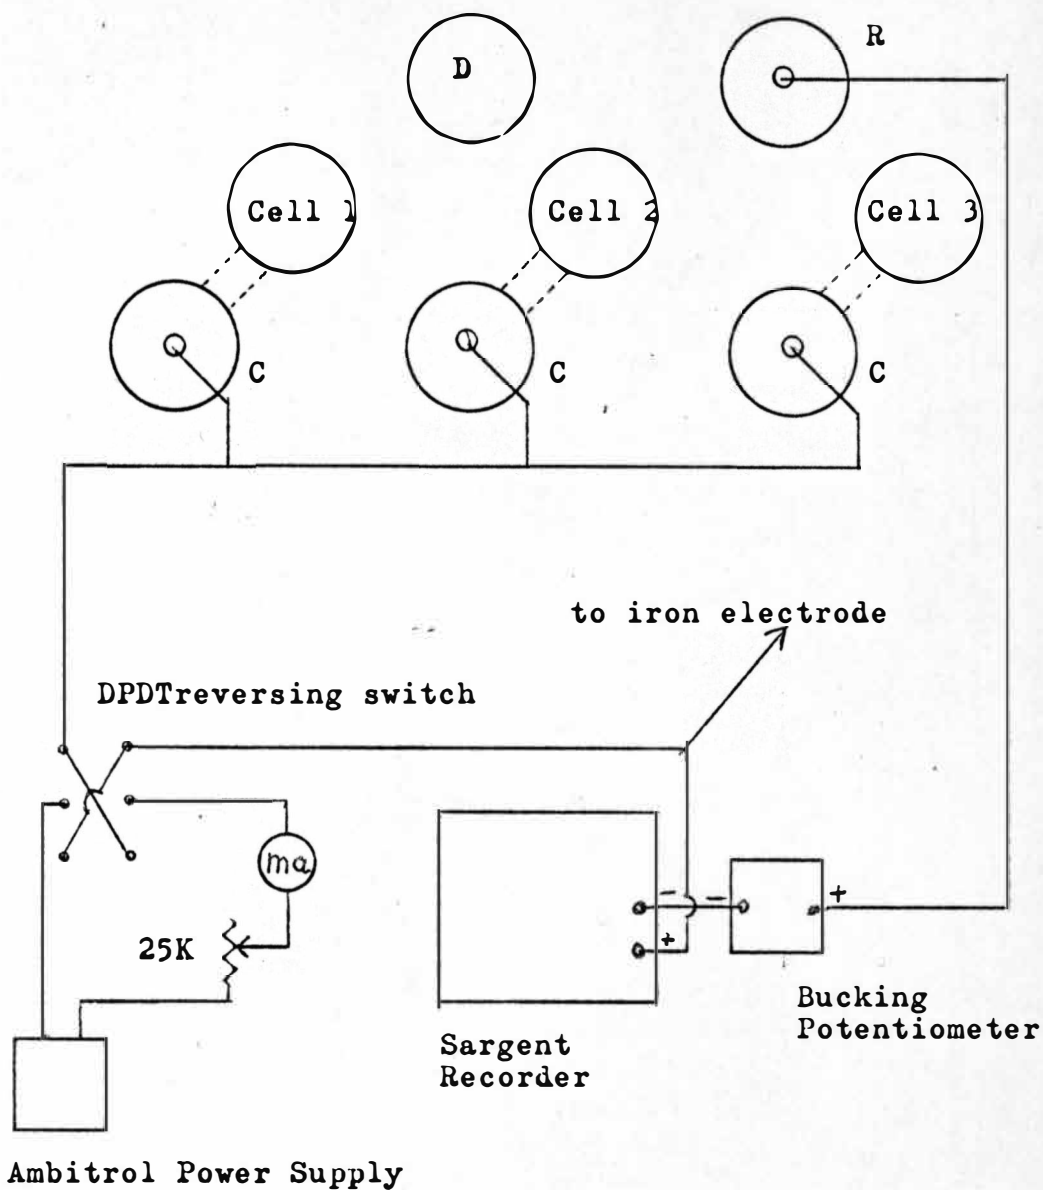 D
R
Cell 1
Cell 2
Cell 3
C
C
C
to iron electrode
DPDTreversing switch
ma
- -
+
+
25K
Bucking
Potentiometer
Sargent
Recorder
Ambitrol Power Supply